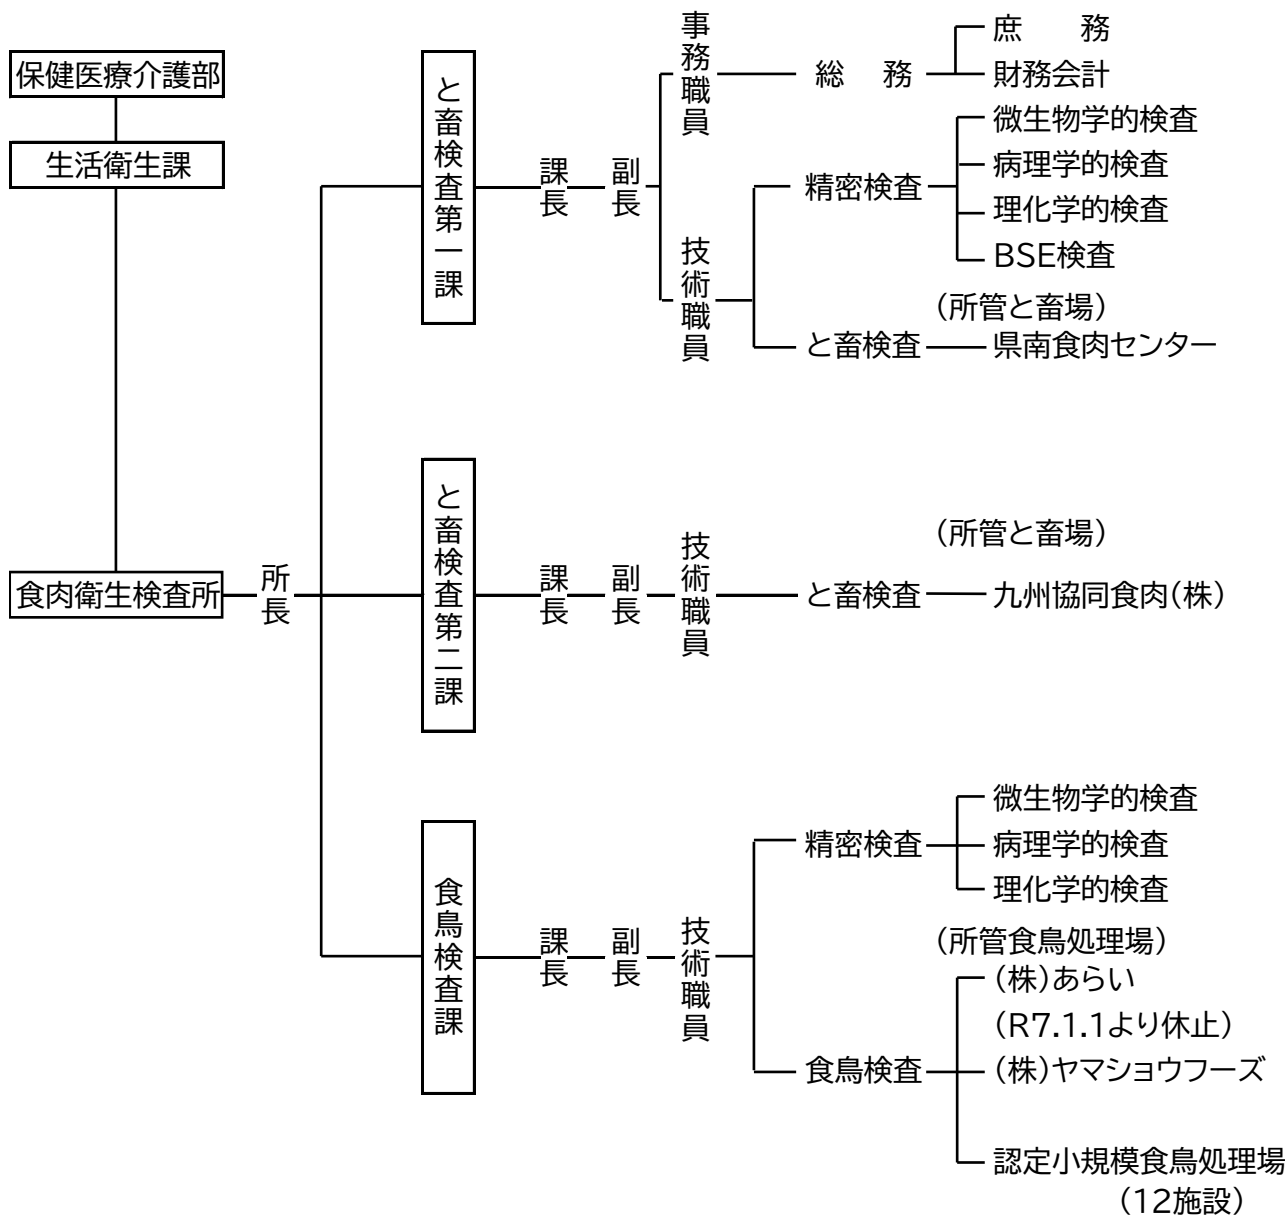 保健医療介護部
生活衛生課
食肉衛生検査所
所長
と畜検査第一課
課長
副長
事務職員
総　務
庶　務
財務会計
技術職員
精密検査
微生物学的検査
病理学的検査
理化学的検査
BSE検査
（所管と畜場）
と畜検査
県南食肉センター
と畜検査第二課
課長
副長
技術職員
（所管と畜場）
と畜検査
九州協同食肉（株）
食鳥検査課
課長
副長
技術職員
精密検査
微生物学的検査
病理学的検査
理化学的検査
（所管食鳥処理場）
食鳥検査
（株）あらい
（R7.1.1より休止）
（株）ヤマショウフーズ
認定小規模食鳥処理場
（12施設）